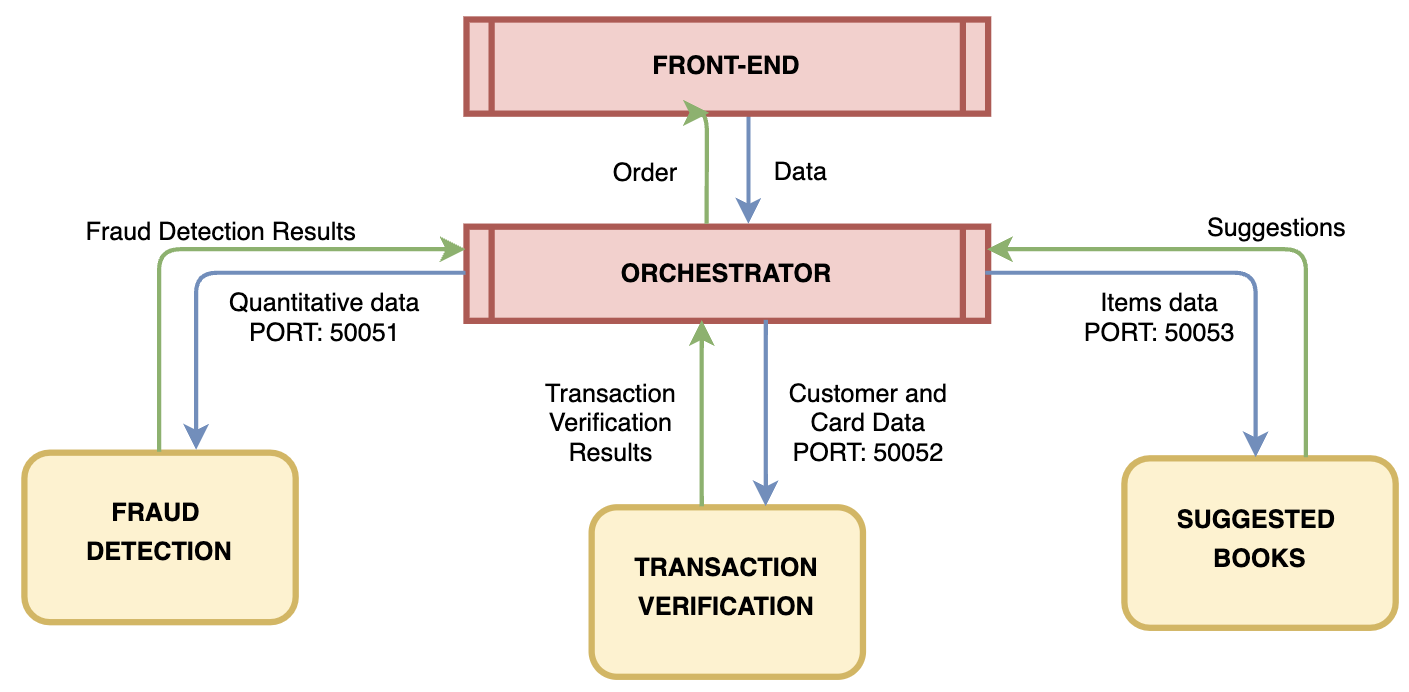 FRONT-END
Order
Data
Fraud Detection Results
Suggestions
ORCHESTRATOR
Quantitative data
PORT: 50051
Items data
PORT: 50053
Transaction
Verification
Results
Customer and
Card Data
PORT: 50052
FRAUD
DETECTION
TRANSACTION
VERIFICATION
SUGGESTED
BOOKS